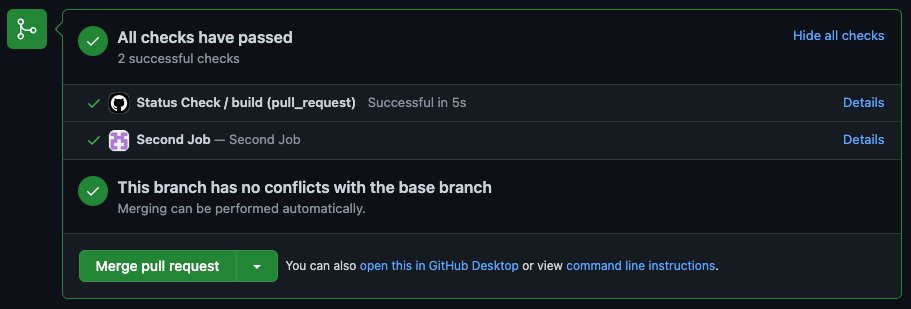 All checks have passed
Hide all checks
2 successful checks
Status Check / build (pull_request) Successful in 5s
Details
Second Job — Second Job
Details
This branch has no conflicts with the base branch
Merging can be performed automatically.
Merge pull request
You can also open this in GitHub Desktop or view command line instructions.